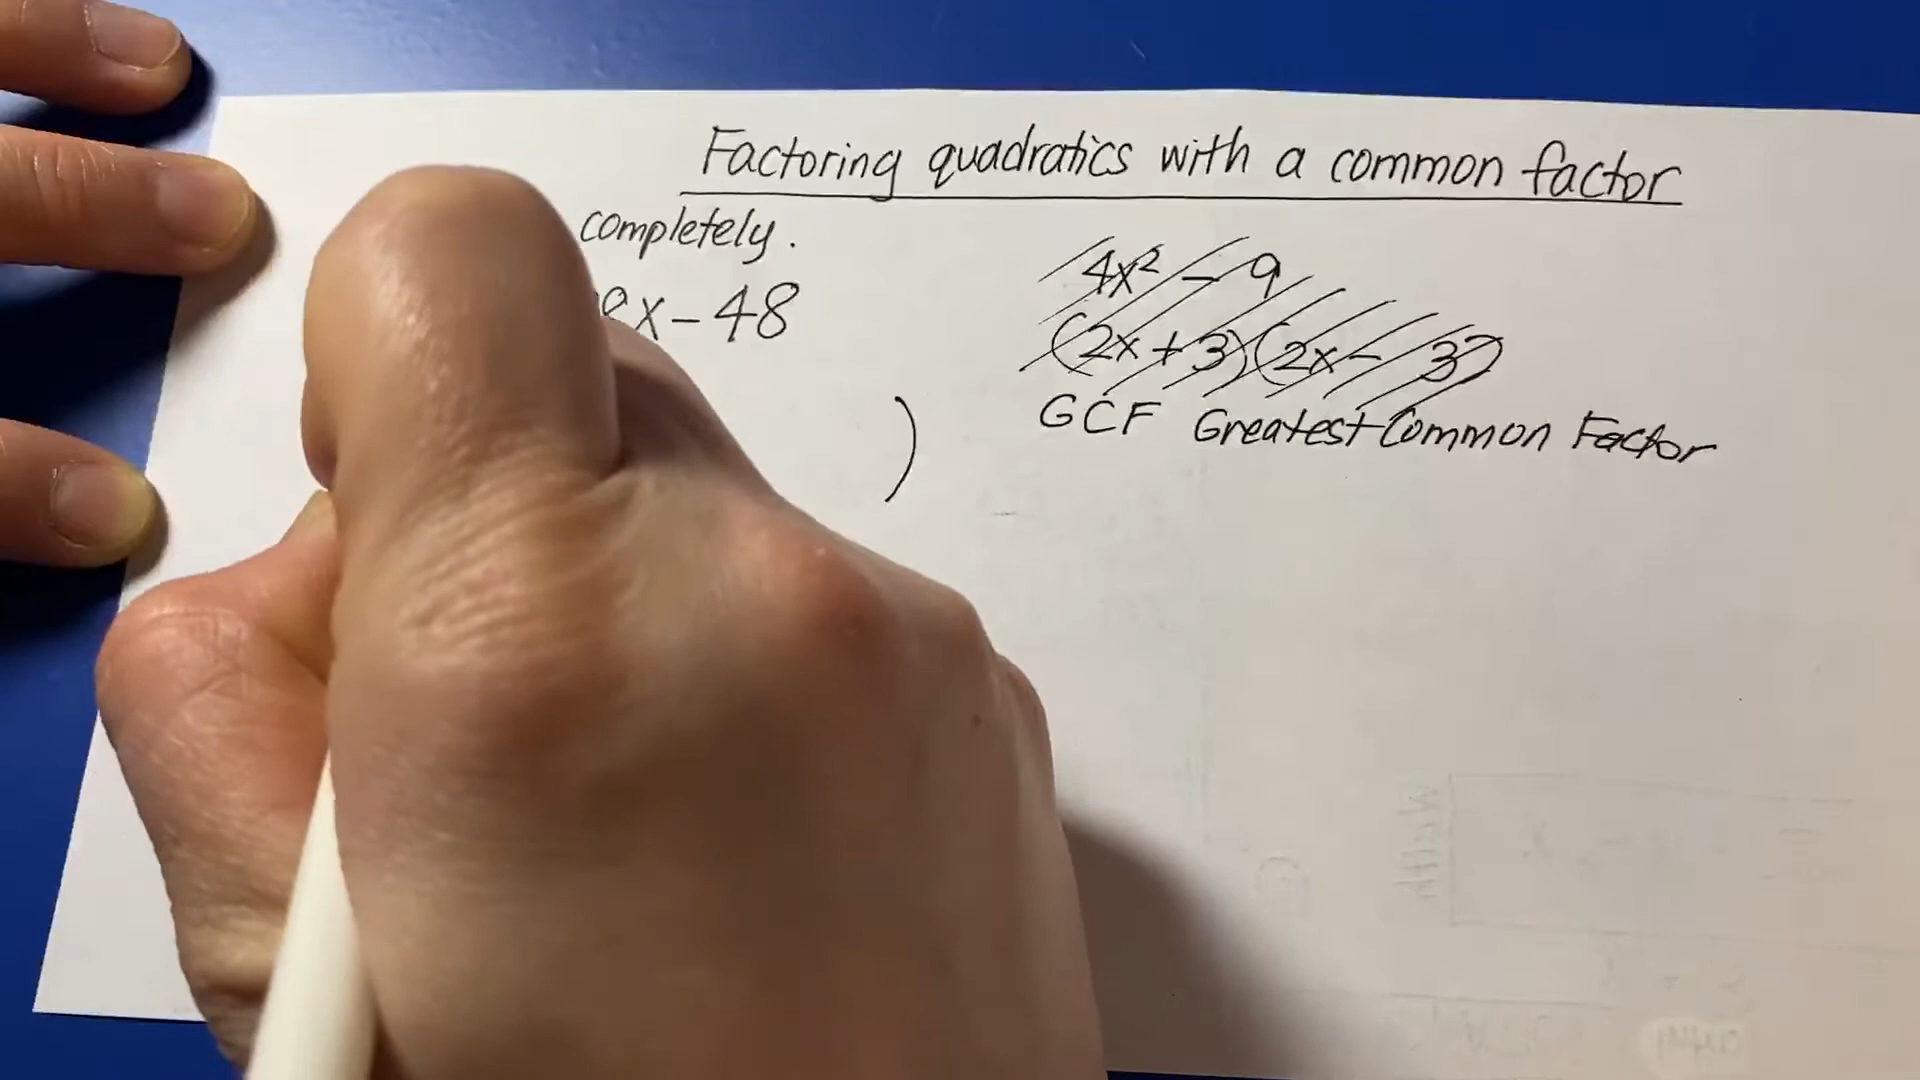 Factoring quadratics with a common factor
completely.
x - 48
)
4x² - 9
(2x + 3)(2x - 3)
GCF Greatest Common Factor